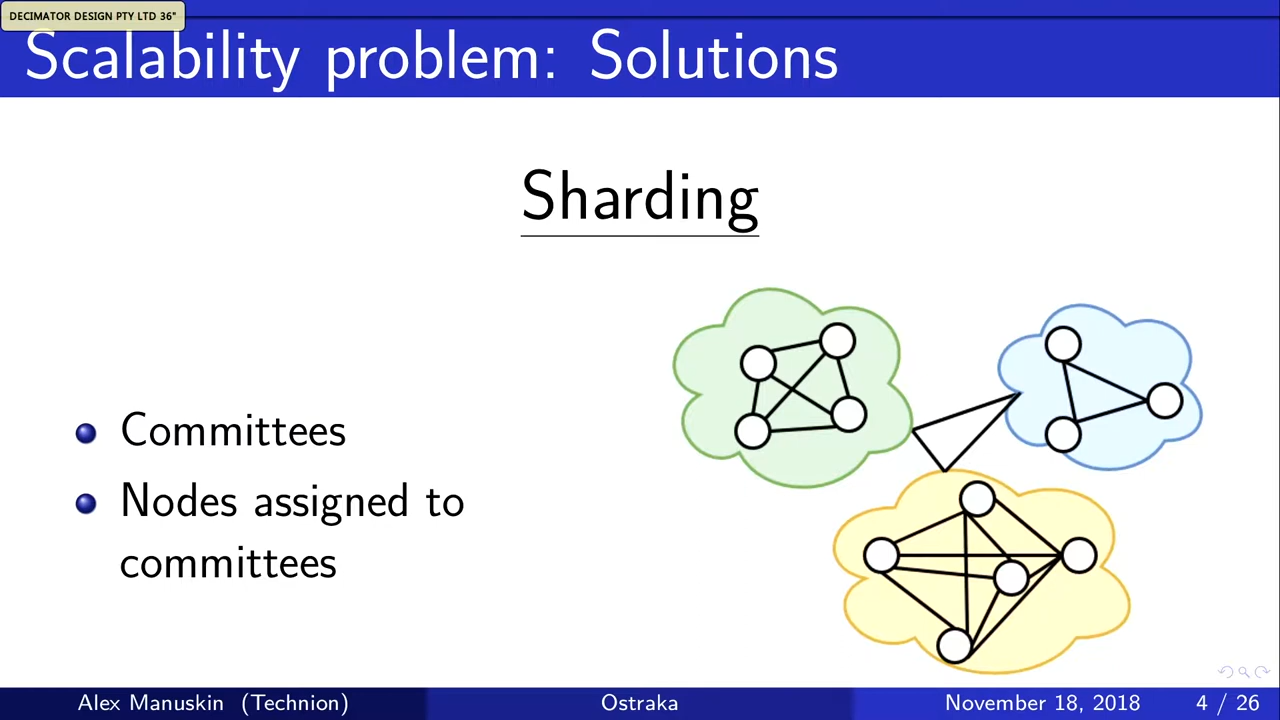 DECIMATOR DESIGN PTY LTD 36"
Scalability problem: Solutions
Sharding
Committees
Nodes assigned to
committees
Alex Manuskin (Technion)
Ostraka
November 18, 2018
4 / 26